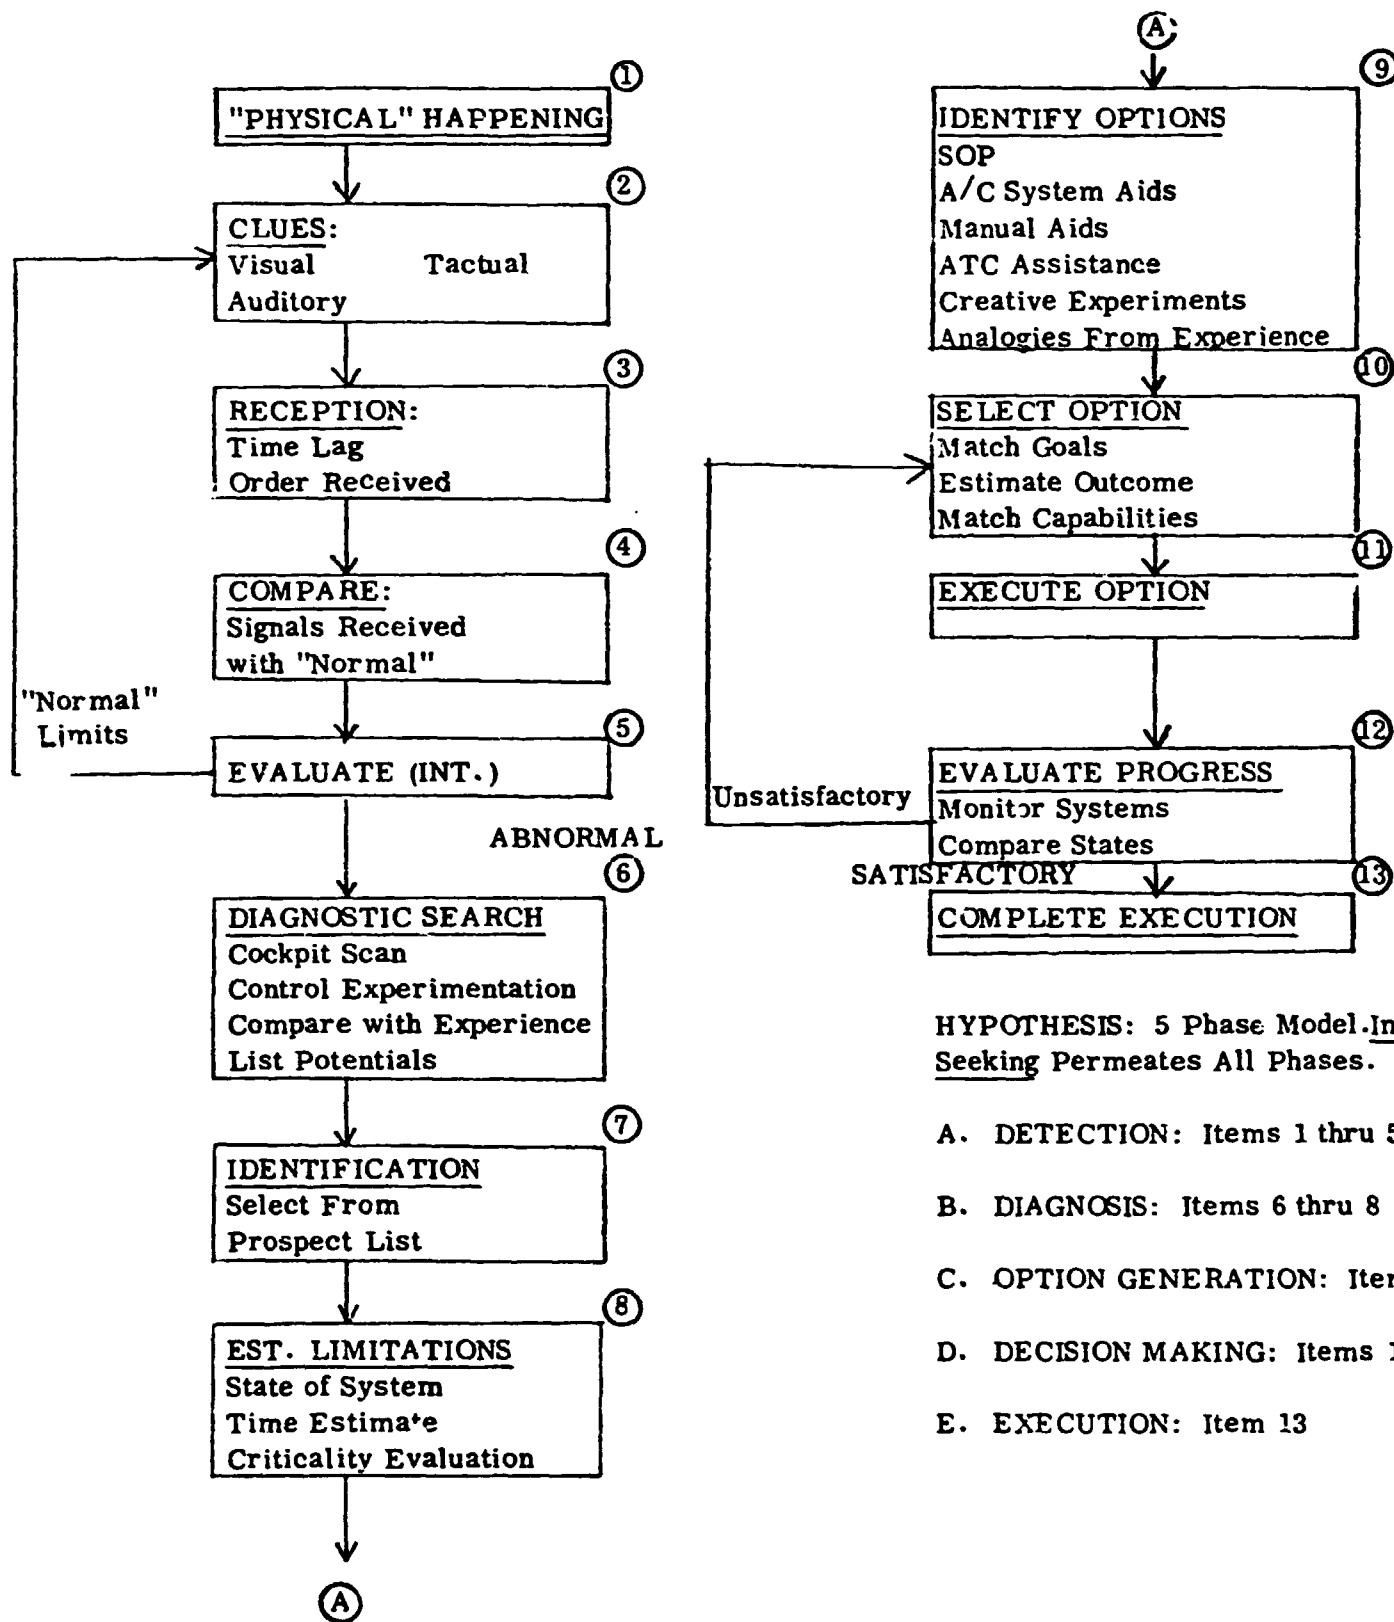 ①
"PHYSICAL" HAPPENING
②
CLUES:
Visual Tactual
Auditory
③
RECEPTION:
Time Lag
Order Received
④
COMPARE:
Signals Received
with "Normal"
"Normal"
Limits
⑤
EVALUATE (INT.)
ABNORMAL
⑥
DIAGNOSTIC SEARCH
Cockpit Scan
Control Experimentation
Compare with Experience
List Potentials
⑦
IDENTIFICATION
Select From
Prospect List
⑧
EST. LIMITATIONS
State of System
Time Estimate
Criticality Evaluation
Ⓐ
Ⓐ
⑨
IDENTIFY OPTIONS
SOP
A/C System Aids
Manual Aids
ATC Assistance
Creative Experiments
Analogies From Experience
⑩
SELECT OPTION
Match Goals
Estimate Outcome
Match Capabilities
⑪
EXECUTE OPTION
⑫
EVALUATE PROGRESS
Monitor Systems
Compare States
Unsatisfactory
SATISFACTORY
⑬
COMPLETE EXECUTION
HYPOTHESIS: 5 Phase Model.
Seeking Permeates All Phases.
A. DETECTION: Items 1 thru 5
B. DIAGNOSIS: Items 6 thru 8
C. OPTION GENERATION:
D. DECISION MAKING: Items
E. EXECUTION: Item 13